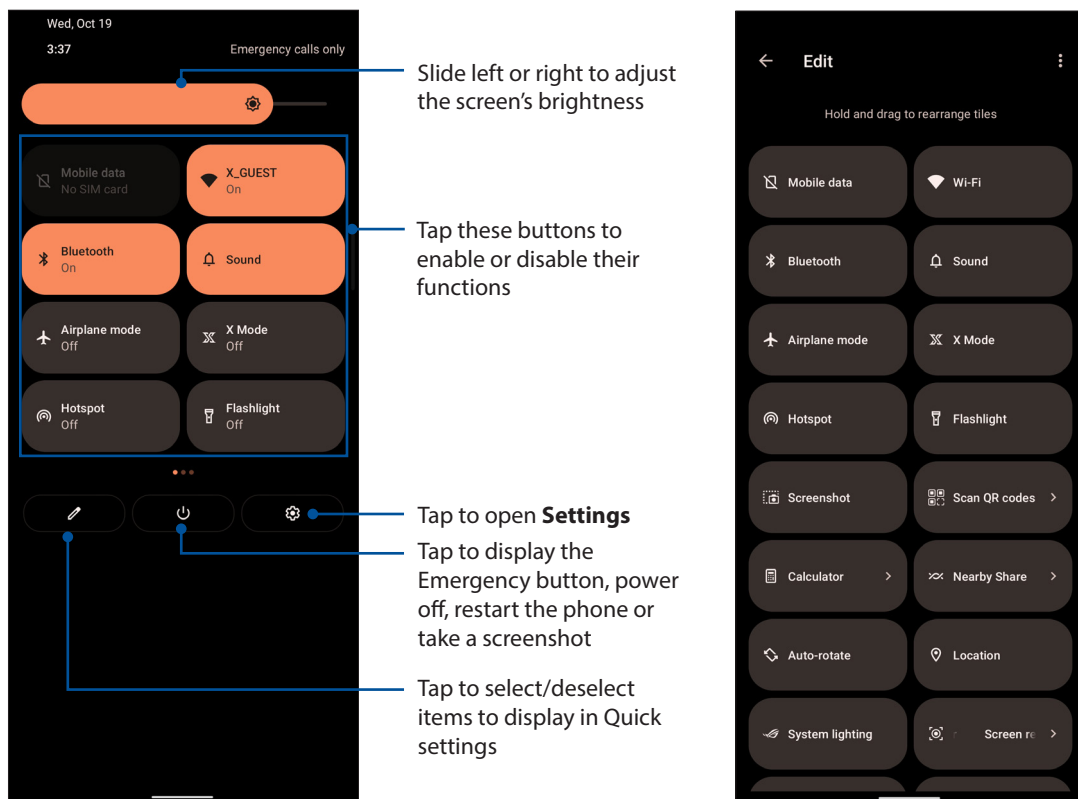 Wed, Oct 19
3:37 Emergency calls only
Slide left or right to adjust
the screen's brightness
Mobile data
No SIM card
X_GUEST
On
Bluetooth
On
Sound
Tap these buttons to
enable or disable their
functions
Airplane mode
Off
X Mode
Off
Hotspot
Off
Flashlight
Off
Tap to open Settings
Tap to display the
Emergency button, power
off, restart the phone or
take a screenshot
Tap to select/deselect
items to display in Quick
settings
Edit
Hold and drag to rearrange tiles
Mobile data
Wi-Fi
Bluetooth
Sound
Airplane mode
X Mode
Hotspot
Flashlight
Screenshot
Scan QR codes
Calculator
Nearby Share
Auto-rotate
Location
System lighting
Screen re